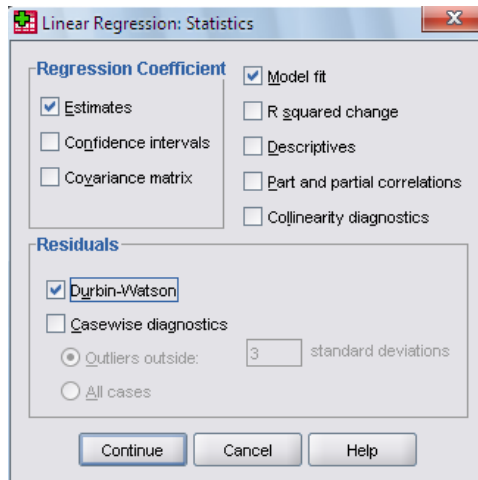 Linear Regression: Statistics
Regression Coefficient
Estimates
Confidence intervals
Covariance matrix
Model fit
R squared change
Descriptives
Part and partial correlations
Collinearity diagnostics
Residuals
Durbin-Watson
Casewise diagnostics
Outliers outside: 3 standard deviations
All cases
Continue Cancel Help